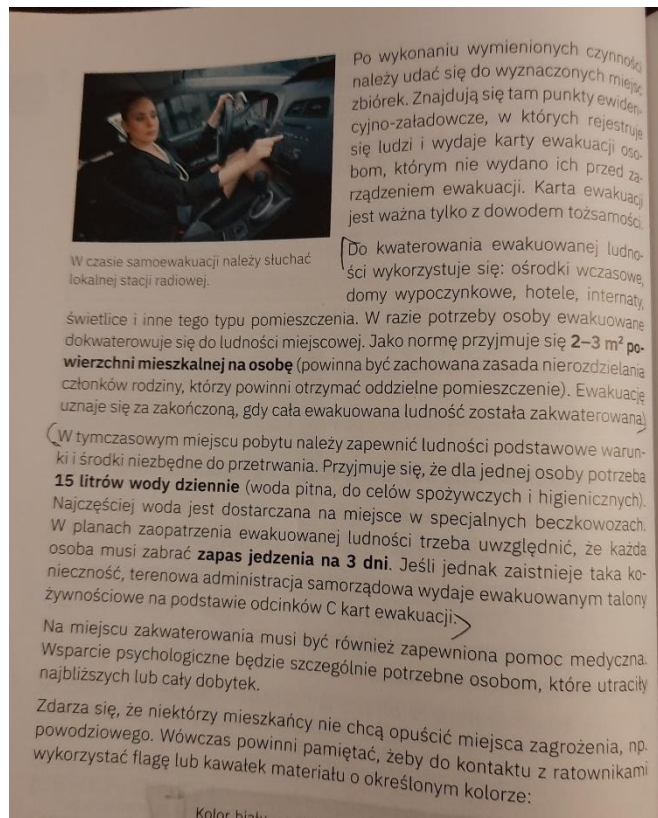 Po wykonaniu wymienionych czynności
należy udać się do wyznaczonych miejsc
zbiórek. Znajdują się tam punkty ewiden-
cyjno-załadowcze, w których rejestruje
się ludzi i wydaje karty ewakuacji oso-
bom, którym nie wydano ich przed za-
rządzeniem ewakuacji. Karta ewakuacji
jest ważna tylko z dowodem tożsamości.
W czasie samoewakuacji należy słuchać
lokalnej stacji radiowej.
Do kwaterowania ewakuowanej ludno-
ści wykorzystuje się: ośrodki wczasowe,
domy wypoczynkowe, hotele, internaty,
świetlice i inne tego typu pomieszczenia. W razie potrzeby osoby ewakuowane
dokwaterowuje się do ludności miejscowej. Jako normę przyjmuje się 2–3 m² po-
wierzchni mieszkalnej na osobę (powinna być zachowana zasada nierozdzielania
członków rodziny, którzy powinni otrzymać oddzielne pomieszczenie). Ewakuację
uznaje się za zakończoną, gdy cała ewakuowana ludność została zakwaterowana.
W tymczasowym miejscu pobytu należy zapewnić ludności podstawowe warun-
ki i środki niezbędne do przetrwania. Przyjmuje się, że dla jednej osoby potrzeba
15 litrów wody dziennie (woda pitna, do celów spożywczych i higienicznych).
Najczęściej woda jest dostarczana na miejsce w specjalnych beczkowozach.
W planach zaopatrzenia ewakuowanej ludności trzeba uwzględnić, że każda
osoba musi zabrać zapas jedzenia na 3 dni. Jeśli jednak zaistnieje taka ko-
nieczność, terenowa administracja samorządowa wydaje ewakuowanym talony
żywnościowe na podstawie odcinków C kart ewakuacji.
Na miejscu zakwaterowania musi być również zapewniona pomoc medyczna.
Wsparcie psychologiczne będzie szczególnie potrzebne osobom, które utraciły
najbliższych lub cały dobytek.
Zdarza się, że niektórzy mieszkańcy nie chcą opuścić miejsca zagrożenia, np.
powodziowego. Wówczas powinni pamiętać, żeby do kontaktu z ratownikami
wykorzystać flagę lub kawałek materiału o określonym kolorze:
Kolor biały